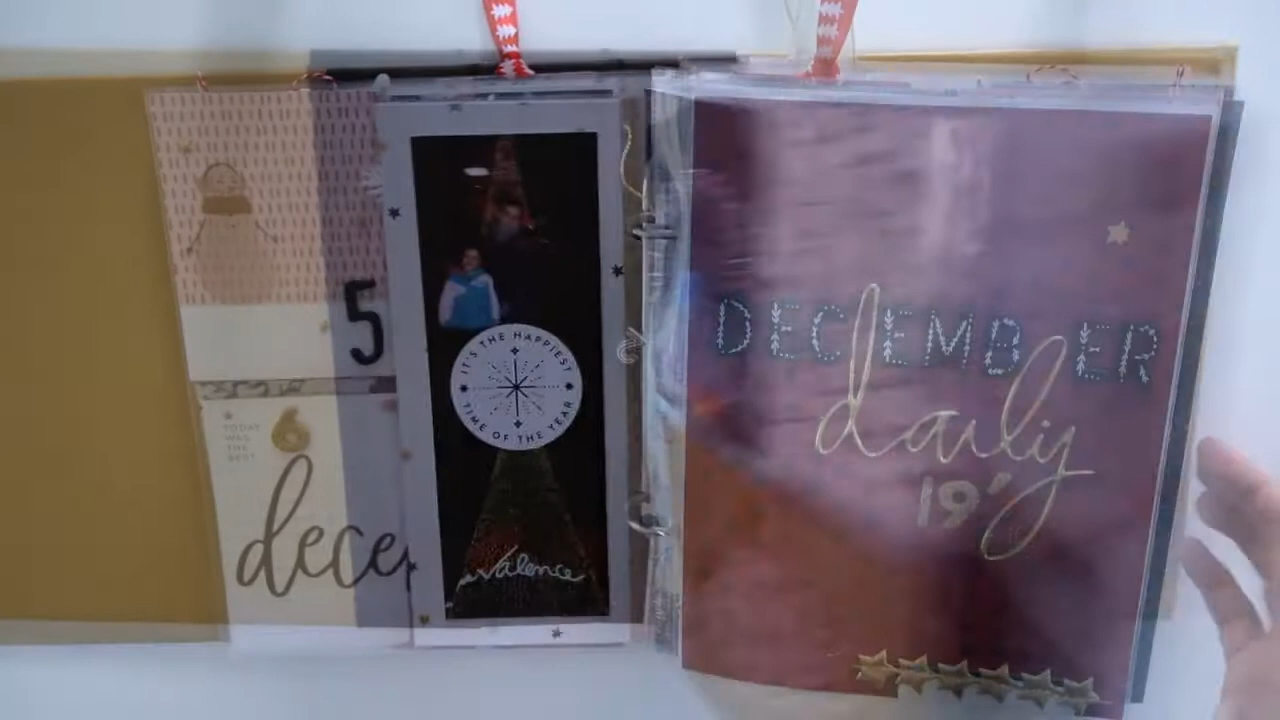 5
TODAY
WAS
THE
BEST
6
dece
IT'S THE HAPPIEST
TIME OF THE YEAR
Valence
DECEMBER
daily
19'